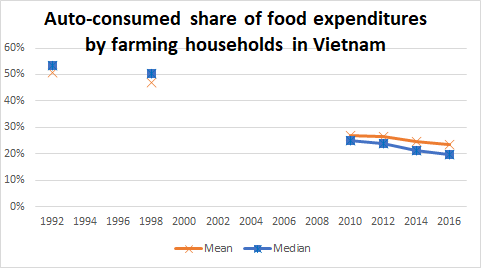 Auto-consumed share of food expenditures
by farming households in Vietnam
60%
50%
40%
30%
20%
10%
0%
1992 1994 1996 1998 2000 2002 2004 2006 2008 2010 2012 2014 2016
Mean Median